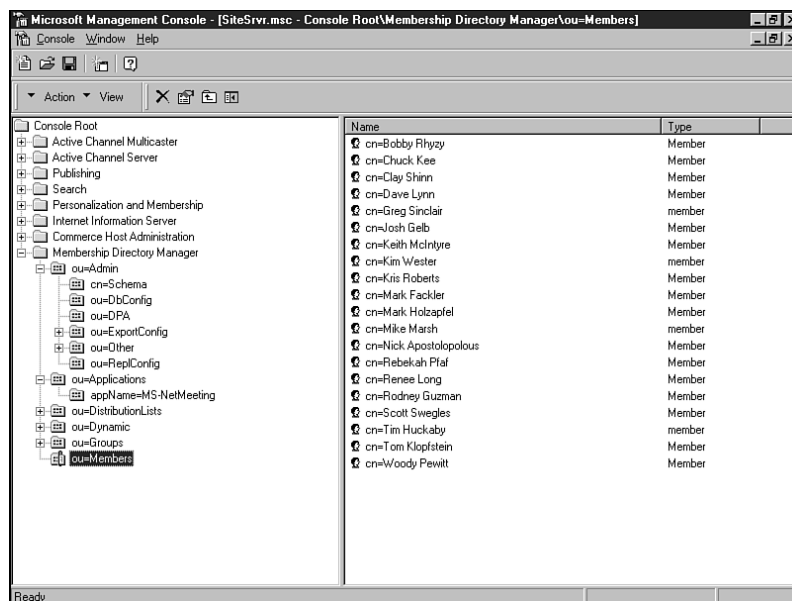 Microsoft Management Console - [SiteSrvr.msc - Console Root\Membership Directory Manager\ou=Members]
Console Window Help
Action View
Console Root
Active Channel Multicaster
Active Channel Server
Publishing
Search
Personalization and Membership
Internet Information Server
Commerce Host Administration
Membership Directory Manager
ou=Admin
cn=Schema
ou=DbConfig
ou=DPA
ou=ExportConfig
ou=Other
ou=ReplConfig
ou=Applications
appName=MS-NetMeeting
ou=DistributionLists
ou=Dynamic
ou=Groups
ou=Members
Name Type
cn=Bobby Rhyzy Member
cn=Chuck Kee Member
cn=Clay Shinn Member
cn=Dave Lynn Member
cn=Greg Sinclair member
cn=Josh Gelb Member
cn=Keith McIntyre Member
cn=Kim Wester member
cn=Kris Roberts Member
cn=Mark Fackler Member
cn=Mark Holzapfel Member
cn=Mike Marsh member
cn=Nick Apostolopolous Member
cn=Rebekah Pfaf Member
cn=Renee Long Member
cn=Rodney Guzman Member
cn=Scott Swegles Member
cn=Tim Huckaby member
cn=Tom Klopfstein Member
cn=Woody Pewitt Member
Ready